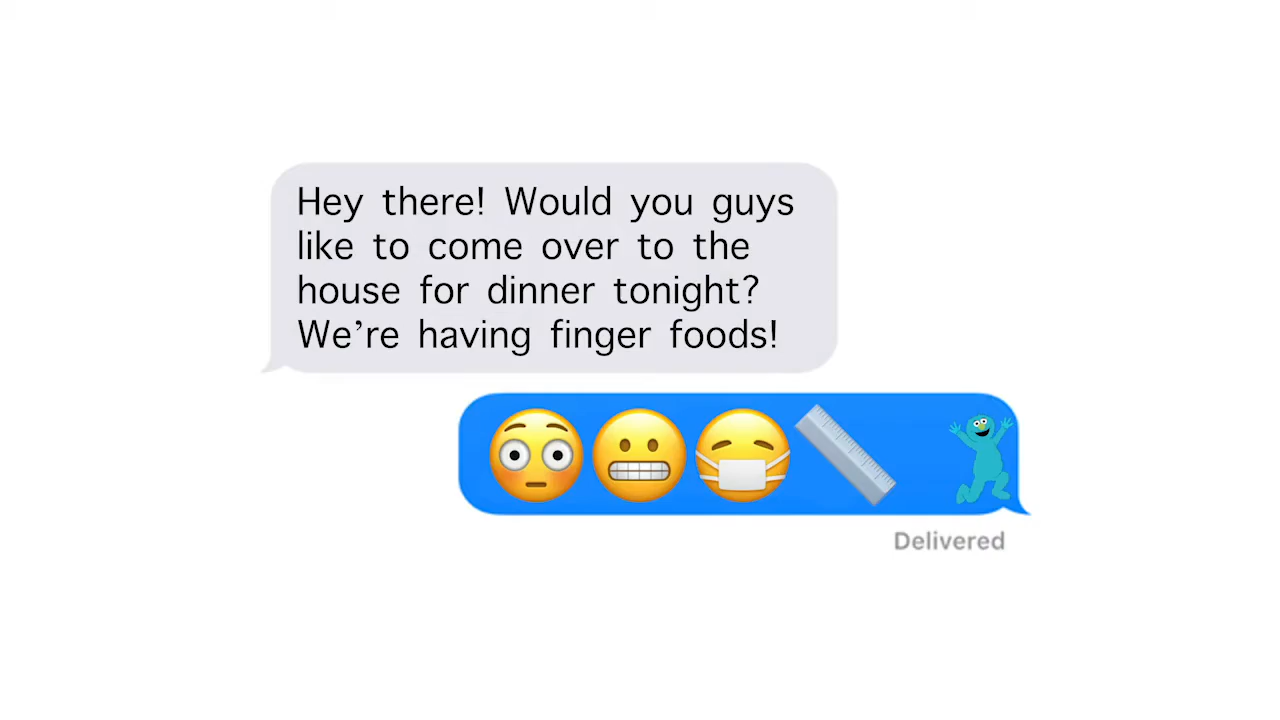 Hey there! Would you guys
like to come over to the
house for dinner tonight?
We’re having finger foods!
Delivered